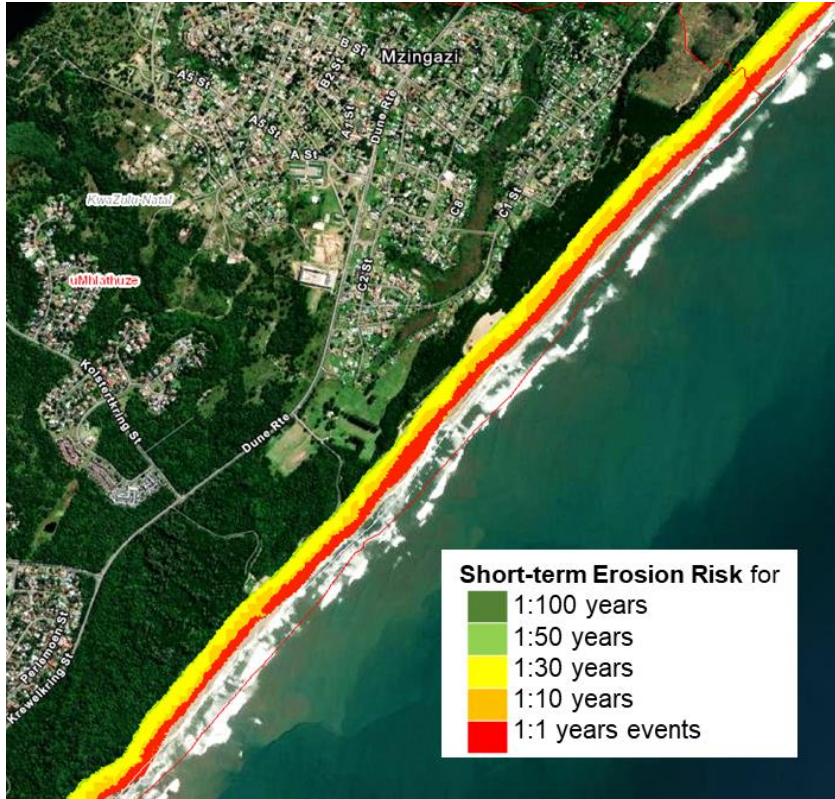 B St
Mzingazi
A5 St
B2 St
A1 St
Dune Rte
A5 St
A St
KwaZulu-Natal
C8
C1 St
uMhlathuze
C2 St
Kolstertkring St
Dune Rte
Perlemoen St
Krewelkring St
Short-term Erosion Risk for
1:100 years
1:50 years
1:30 years
1:10 years
1:1 years events